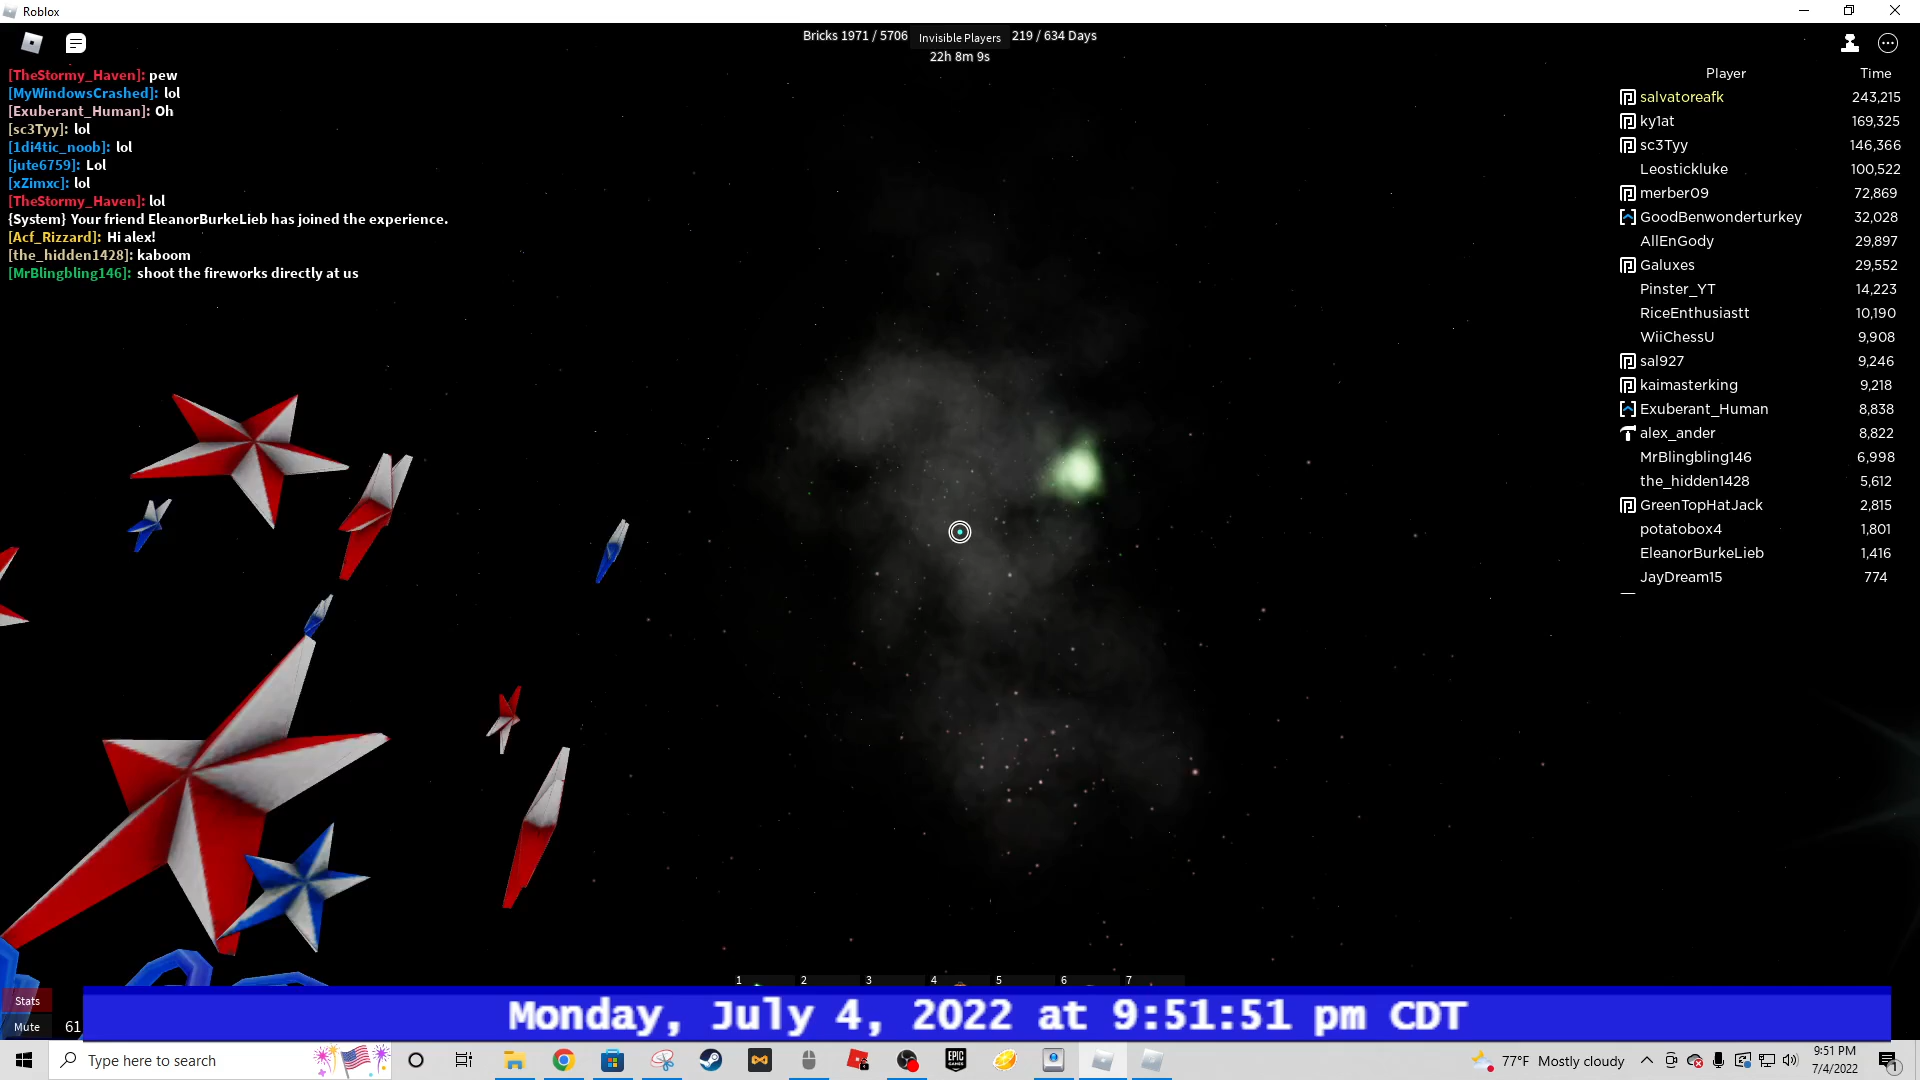 Roblox
Bricks 1971 / 5706
Invisible Players
219 / 634 Days
22h 8m 9s
[TheStormy_Haven]: pew
[MyWindowsCrashed]: lol
[Exuberant_Human]: Oh
[sc3Tyy]: lol
[1di4tic_noob]: lol
[jute6759]: Lol
[xZimxc]: lol
[TheStormy_Haven]: lol
{System} Your friend EleanorBurkeLieb has joined the experience.
[Acf_Rizzard]: Hi alex!
[the_hidden1428]: kaboom
[MrBlingbling146]: shoot the fireworks directly at us
Player Time
salvatoreafk 243,215
ky1at 169,325
sc3Tyy 146,366
Leostickluke 100,522
merber09 72,869
GoodBenwonderturkey 32,028
AllEnGody 29,897
Galuxes 29,552
Pinster_YT 14,223
RiceEnthusiastt 10,190
WiiChessU 9,908
sal927 9,246
kaimasterking 9,218
Exuberant_Human 8,838
alex_ander 8,822
MrBlingbling146 6,998
the_hidden1428 5,612
GreenTopHatJack 2,815
potatobox4 1,801
EleanorBurkeLieb 1,416
JayDream15 774
1 2 3 4 5 6 7
Stats
Mute 61
Monday, July 4, 2022 at 9:51:51 pm CDT
Type here to search
EPIC GAMES
77°F Mostly cloudy
9:51 PM
7/4/2022
1